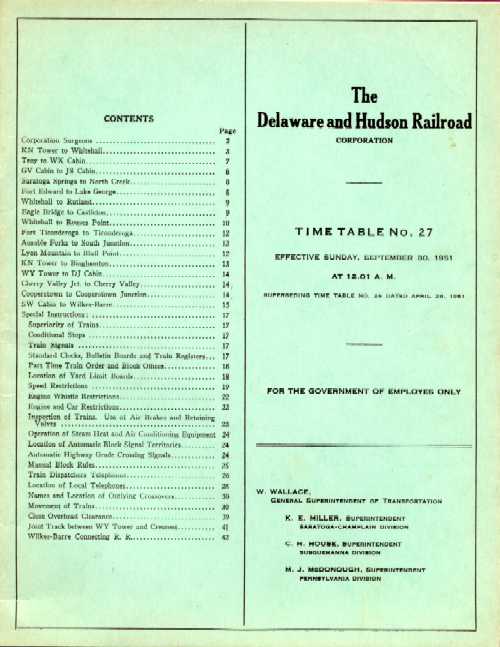 CONTENTS
Page
Corporation Surgeons 2
KN Tower to Whitehall 3
Troy to WX Cabin 7
GV Cabin to JS Cabin 8
Saratoga Springs to North Creek 8
Fort Edward to Lake George 8
Whitehall to Rutland 9
Eagle Bridge to Castleton 9
Whitehall to Rouses Point 10
Fort Ticonderoga to Ticonderoga 12
Ausable Forks to South Junction 12
Lyon Mountain to Bluff Point 12
KN Tower to Binghamton 13
WY Tower to DJ Cabin 14
Cherry Valley Jct. to Cherry Valley 14
Cooperstown to Cooperstown Junction 14
SW Cabin to Wilkes-Barre 15
Special Instructions: 17
Superiority of Trains 17
Conditional Stops 17
Train Signals 17
Standard Clocks, Bulletin Boards and Train Registers 17
Part Time Train Order and Block Offices 18
Location of Yard Limit Boards 18
Speed Restrictions 19
Engine Whistle Restrictions 22
Engine and Car Restrictions 22
Inspection of Trains. Use of Air Brakes and Retaining
Valves 23
Operation of Steam Heat and Air Conditioning Equipment 24
Location of Automatic Block Signal Territories 24
Automatic Highway Grade Crossing Signals 24
Manual Block Rules 25
Train Dispatchers Telephones 26
Location of Local Telephones 28
Names and Location of Outlying Crossovers 30
Movement of Trains 30
Close Overhead Clearance 39
Joint Track between WY Tower and Crescent 41
Wilkes-Barre Connecting R. R. 42
The
Delaware and Hudson Railroad
CORPORATION
TIME TABLE No. 27
EFFECTIVE SUNDAY, SEPTEMBER 30, 1951
AT 12.01 A. M.
SUPERSEDING TIME TABLE NO. 26 DATED APRIL 29, 1951
FOR THE GOVERNMENT OF EMPLOYES ONLY
W. WALLACE,
GENERAL SUPERINTENDENT OF TRANSPORTATION
K. E. MILLER, SUPERINTENDENT
SARATOGA-CHAMPLAIN DIVISION
C. H. HOUSE, SUPERINTENDENT
SUSQUEHANNA DIVISION
M. J. McDONOUGH, SUPERINTENDENT
PENNSYLVANIA DIVISION